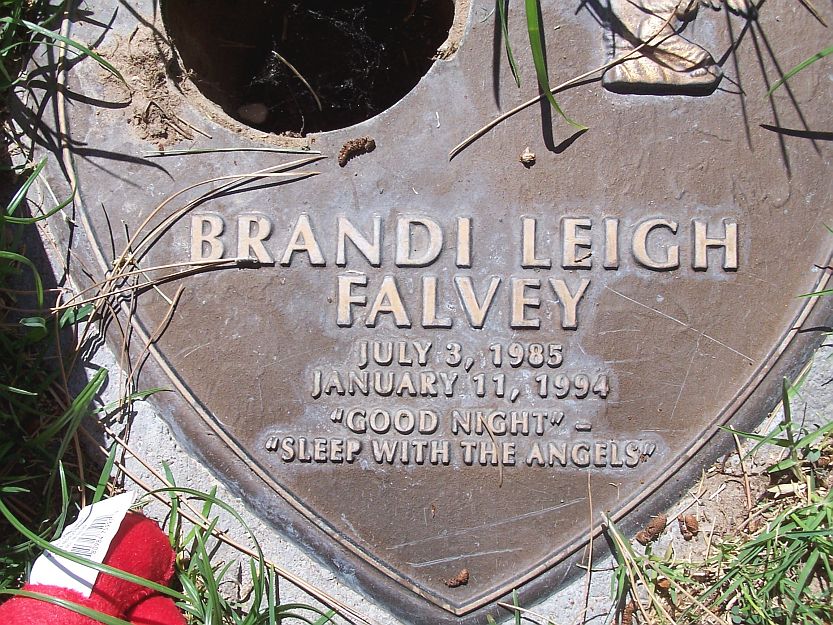 BRANDI LEIGH
FALVEY
JULY 3, 1985
JANUARY 11, 1994
"GOOD NIGHT" –
"SLEEP WITH THE ANGELS"